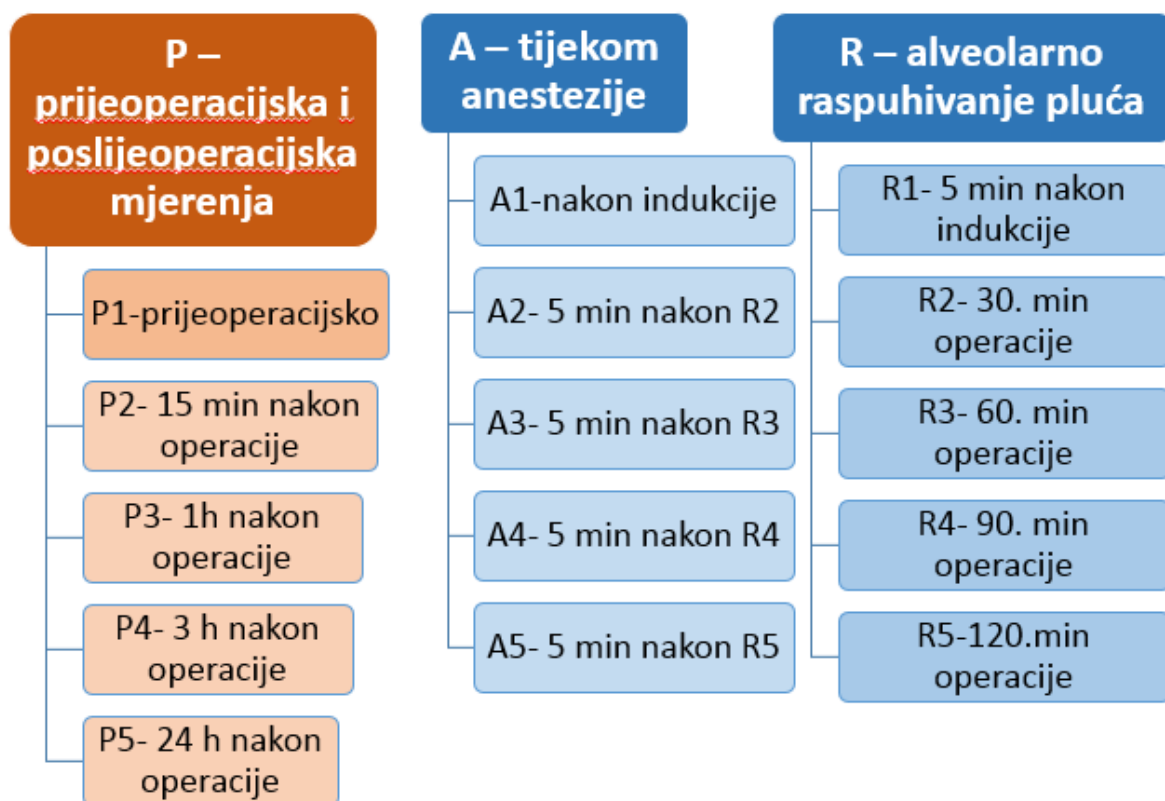 P –
prijeoperacijska i
poslijeoperacijska
mjerenja
P1-prijeoperacijsko
P2- 15 min nakon
operacije
P3- 1h nakon
operacije
P4- 3 h nakon
operacije
P5- 24 h nakon
operacije
A – tijekom
anestezije
A1-nakon indukcije
A2- 5 min nakon R2
A3- 5 min nakon R3
A4- 5 min nakon R4
A5- 5 min nakon R5
R – alveolarno
raspuhivanje pluća
R1- 5 min nakon
indukcije
R2- 30. min
operacije
R3- 60. min
operacije
R4- 90. min
operacije
R5-120.min
operacije